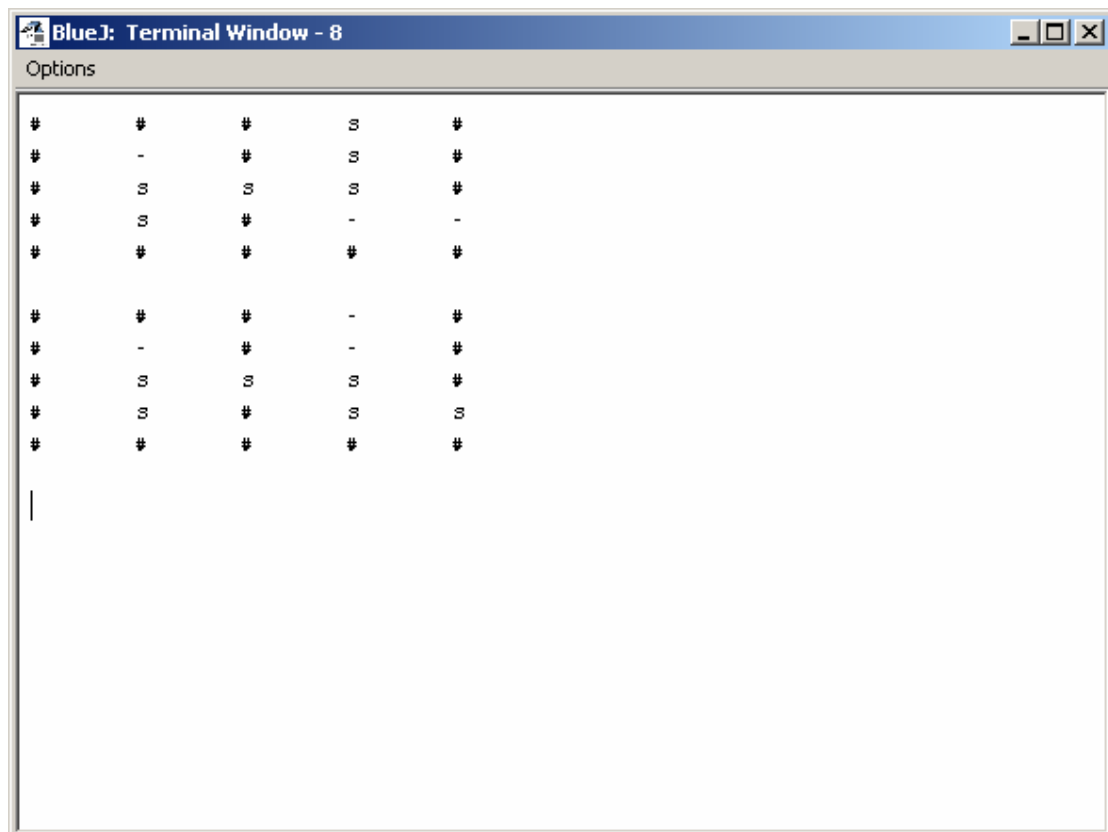 BlueJ: Terminal Window - 8
Options
# # # s #
# - # s #
# s s s #
# s # - -
# # # # #
# # # - #
# - # - #
# s s s #
# s # s s
# # # # #